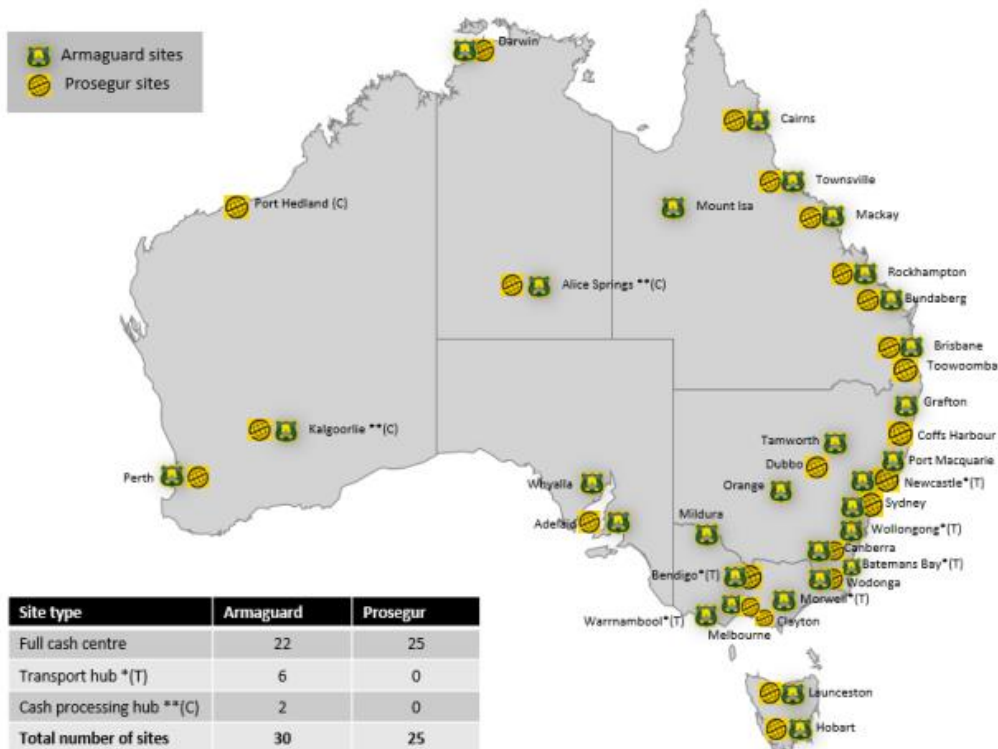 Armaguard sites
Prosegur sites
Darwin
Cairns
Townsville
Port Hedland (C)
Mount Isa
Mackay
Rockhampton
Alice Springs **(C)
Bundaberg
Brisbane
Toowoomba
Grafton
Kalgoorlie **(C)
Coffs Harbour
Tamworth
Port Macquarie
Dubbo
Perth
Newcastle*(T)
Whyalla
Orange
Sydney
Mildura
Adelaid
Wollongong*(T)
Canberra
Batemans Bay*(T)
Bendigo*(T)
Wodonga
Morwell*(T)
Warrnambool*(T)
Clayton
Melbourne
Launceston
Hobart
Site type Armaguard Prosegur
Full cash centre 22 25
Transport hub *(T) 6 0
Cash processing hub **(C) 2 0
Total number of sites 30 25